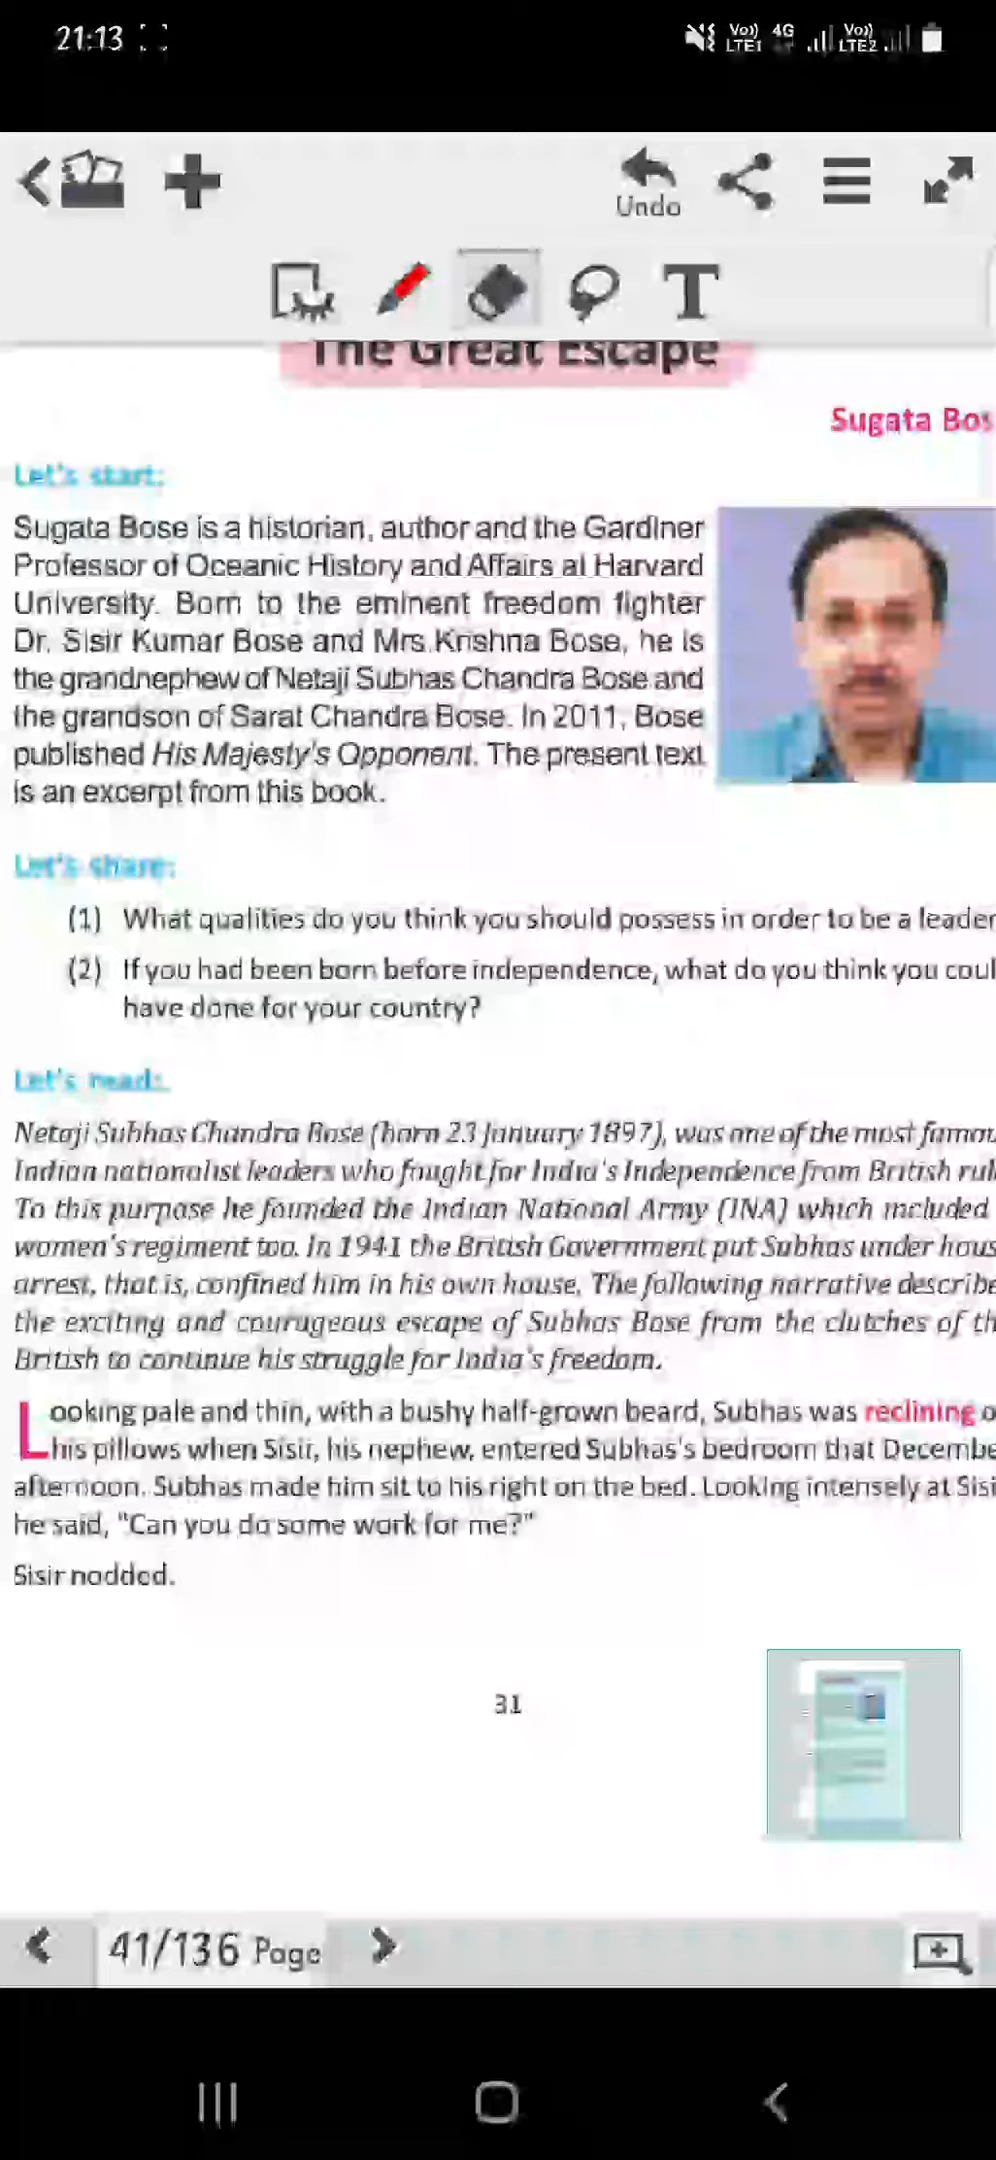 21:13
Vo)) 4G Vo))
LTE1 LTE2
Undo
T
The Great Escape
Sugata Bos
Let's start:
Sugata Bose is a historian, author and the Gardiner
Professor of Oceanic History and Affairs at Harvard
University. Born to the eminent freedom fighter
Dr. Sisir Kumar Bose and Mrs.Krishna Bose, he is
the grandnephew of Netaji Subhas Chandra Bose and
the grandson of Sarat Chandra Bose. In 2011, Bose
published His Majesty's Opponent. The present text
is an excerpt from this book.
Let's share:
(1) What qualities do you think you should possess in order to be a leader
(2) If you had been born before independence, what do you think you coul
have done for your country?
Let's read:
Netaji Subhas Chandra Bose (born 23 January 1897), was one of the most famou
Indian nationalist leaders who fought for India's Independence from British rul
To this purpose he founded the Indian National Army (INA) which included
women's regiment too. In 1941 the British Government put Subhas under hous
arrest, that is, confined him in his own house. The following narrative describe
the exciting and courageous escape of Subhas Bose from the clutches of th
British to continue his struggle for India's freedom.
Looking pale and thin, with a bushy half-grown beard, Subhas was reclining o
his pillows when Sisir, his nephew, entered Subhas's bedroom that Decembe
afternoon. Subhas made him sit to his right on the bed. Looking intensely at Sisi
he said, "Can you do some work for me?"
Sisir nodded.
31
41/136 Page